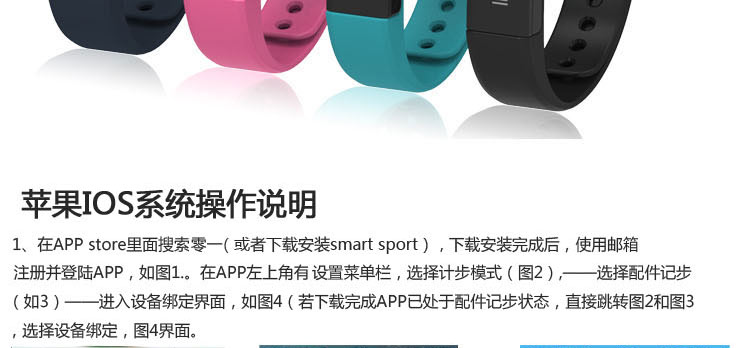 苹果IOS系统操作说明
1、在APP store里面搜索零一( 或者下载安装smart sport ) ，下载安装完成后，使用邮箱
注册并登陆APP，如图1.。在APP左上角有设置菜单栏，选择计步模式（图2）,——选择配件记步
( 如3 ) ——进入设备绑定界面，如图4 ( 若下载完成APP已处于配件记步状态，直接跳转图2和图3
, 选择设备绑定，图4界面。